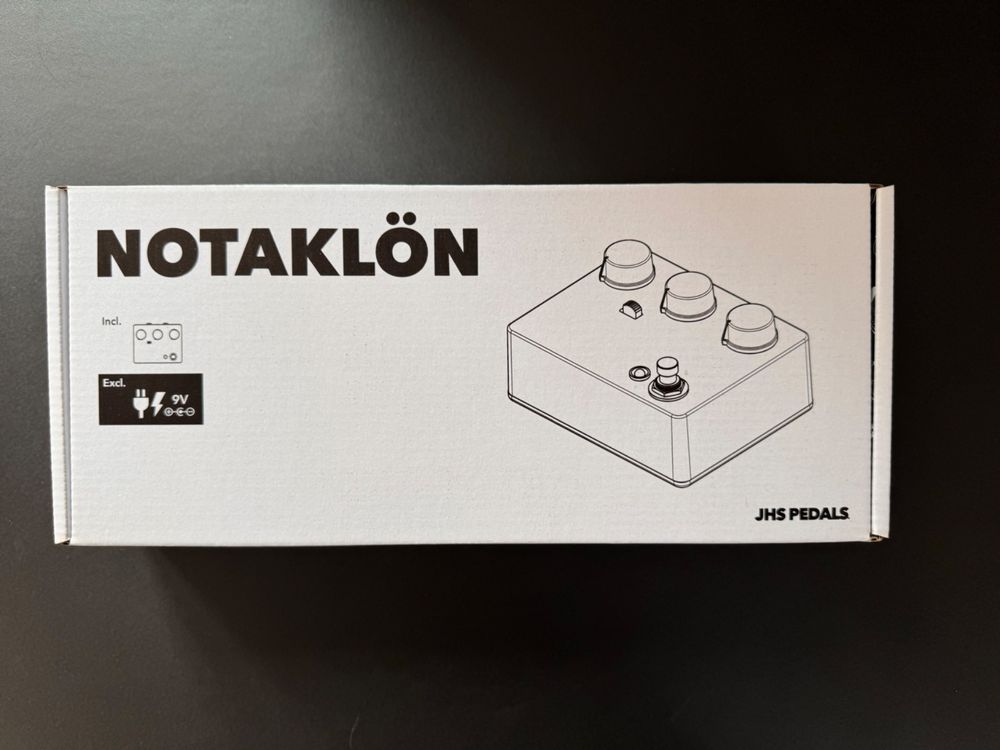 NOTAKLÖN
Incl.
Excl.
9V
JHS PEDALS